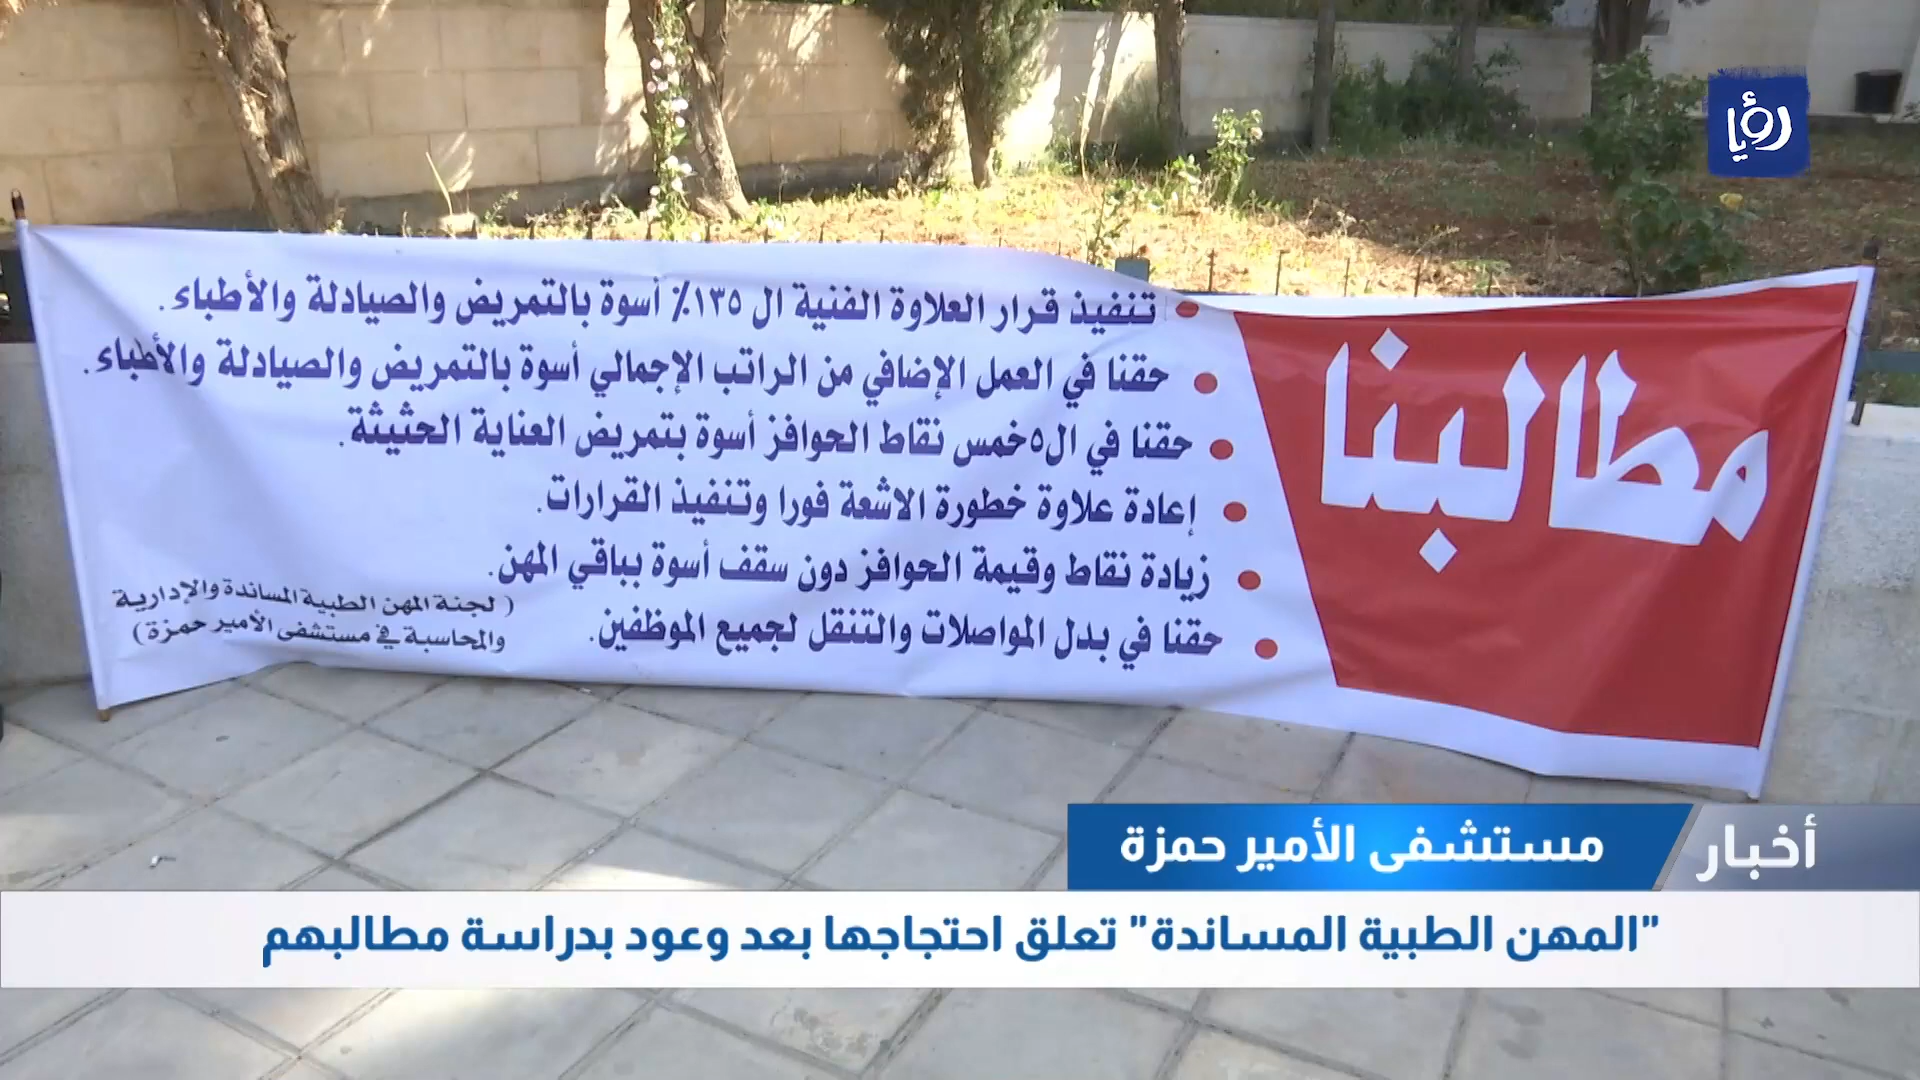 رؤيا
مطالبنا
• تنفيذ قرار العلاوة الفنية ال ١٣٥٪ أسوة بالتمريض والصيادلة والأطباء.
• حقنا في العمل الإضافي من الراتب الإجمالي أسوة بالتمريض والصيادلة والأطباء.
• حقنا في ال٥خمس نقاط الحوافز أسوة بتمريض العناية الحثيثة.
• إعادة علاوة خطورة الاشعة فورا وتنفيذ القرارات.
• زيادة نقاط وقيمة الحوافز دون سقف أسوة بباقي المهن.
• حقنا في بدل المواصلات والتنقل لجميع الموظفين.
( لجنة المهن الطبية المساندة والإدارية
والمحاسبة في مستشفى الأمير حمزة)
أخبار
مستشفى الأمير حمزة
"المهن الطبية المساندة" تعلق احتجاجها بعد وعود بدراسة مطالبهم